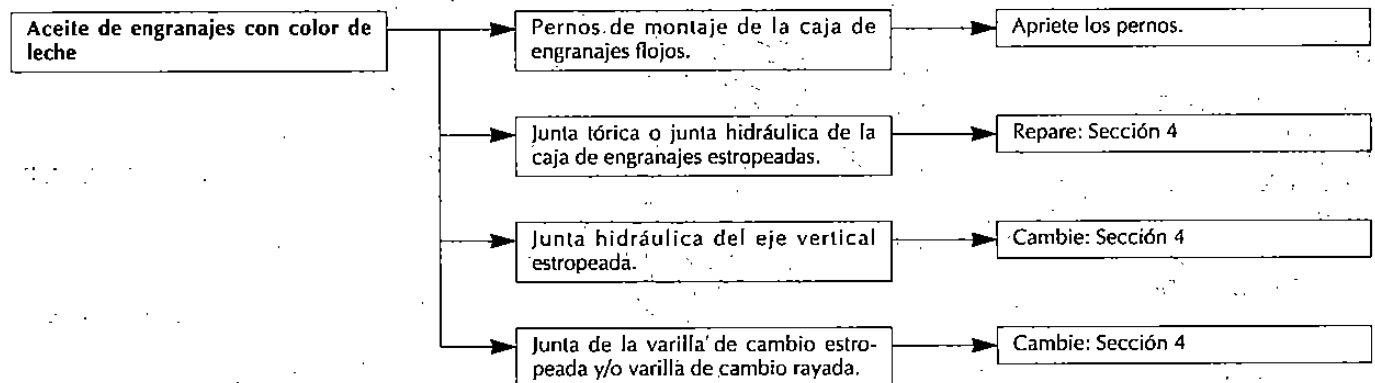 Aceite de engranajes con color de
leche
Pernos de montaje de la caja de
engranajes flojos.
Apriete los pernos.
Junta tórica o junta hidráulica de la
caja de engranajes estropeadas.
Repare: Sección 4
Junta hidráulica del eje vertical
estropeada.
Cambie: Sección 4
Junta de la varilla de cambio estro-
peada y/o varilla de cambio rayada.
Cambie: Sección 4